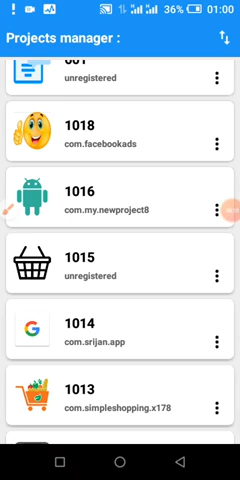 36% 01:00
Projects manager :
601
unregistered
1018
com.facebookads
1016
com.my.newproject8
1015
unregistered
1014
com.srijan.app
1013
com.simpleshopping.x178